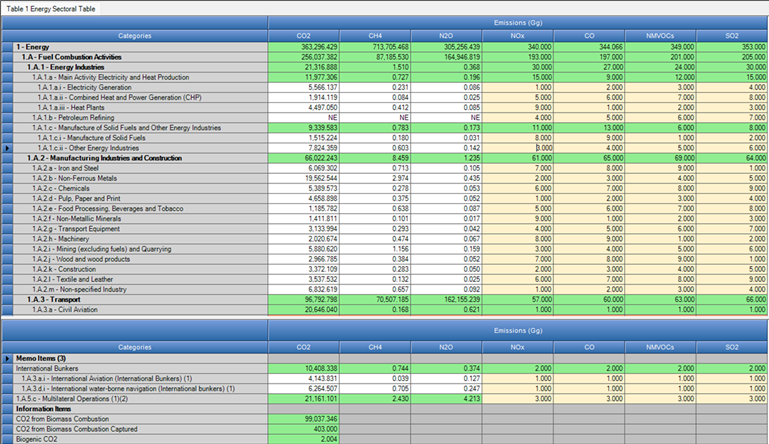 Table 1 Energy Sectoral Table
Emissions (Gg)
Categories CO2 CH4 N2O NOx CO NMVOCs SO2
1 - Energy 363,296.429 713,705.468 305,256.439 340.000 344.066 349.000 353.000
1.A - Fuel Combustion Activities 256,037.382 87,185.530 164,946.819 193.000 197.000 201.000 205.000
1.A.1 - Energy Industries 21,316.888 1.510 0.368 30.000 27.000 24.000 30.000
1.A.1.a - Main Activity Electricity and Heat Production 11,977.306 0.727 0.196 15.000 9.000 12.000 15.000
1.A.1.a.i - Electricity Generation 5,566.137 0.231 0.086 1.000 2.000 3.000 4.000
1.A.1.a.ii - Combined Heat and Power Generation (CHP) 1,914.119 0.084 0.025 5.000 6.000 7.000 8.000
1.A.1.a.iii - Heat Plants 4,497.050 0.412 0.085 9.000 1.000 2.000 3.000
1.A.1.b - Petroleum Refining NE NE NE 4.000 5.000 6.000 7.000
1.A.1.c - Manufacture of Solid Fuels and Other Energy Industries 9,339.583 0.783 0.173 11.000 13.000 6.000 8.000
1.A.1.c.i - Manufacture of Solid Fuels 1,515.224 0.180 0.031 8.000 9.000 1.000 2.000
1.A.1.c.ii - Other Energy Industries 7,824.359 0.603 0.142 3.000 4.000 5.000 6.000
1.A.2 - Manufacturing Industries and Construction 66,022.243 8.459 1.235 61.000 65.000 69.000 64.000
1.A.2.a - Iron and Steel 6,069.302 0.713 0.105 7.000 8.000 9.000 1.000
1.A.2.b - Non-Ferrous Metals 19,562.544 2.974 0.435 2.000 3.000 4.000 5.000
1.A.2.c - Chemicals 5,389.573 0.278 0.053 6.000 7.000 8.000 9.000
1.A.2.d - Pulp, Paper and Print 4,658.898 0.375 0.052 1.000 2.000 3.000 4.000
1.A.2.e - Food Processing, Beverages and Tobacco 1,185.782 0.638 0.087 5.000 6.000 7.000 8.000
1.A.2.f - Non-Metallic Minerals 1,411.811 0.101 0.017 9.000 1.000 2.000 3.000
1.A.2.g - Transport Equipment 3,133.994 0.293 0.042 4.000 5.000 6.000 7.000
1.A.2.h - Machinery 2,020.674 0.474 0.067 8.000 9.000 1.000 2.000
1.A.2.i - Mining (excluding fuels) and Quarrying 5,880.620 1.156 0.159 3.000 4.000 5.000 6.000
1.A.2.j - Wood and wood products 2,966.785 0.384 0.052 7.000 8.000 9.000 1.000
1.A.2.k - Construction 3,372.109 0.283 0.050 2.000 3.000 4.000 5.000
1.A.2.l - Textile and Leather 3,537.532 0.132 0.025 6.000 7.000 8.000 9.000
1.A.2.m - Non-specified Industry 6,832.619 0.657 0.092 1.000 2.000 3.000 4.000
1.A.3 - Transport 96,792.798 70,507.185 162,155.239 57.000 60.000 63.000 66.000
1.A.3.a - Civil Aviation 20,646.040 0.168 0.621 1.000 1.000 1.000 1.000
Emissions (Gg)
Categories CO2 CH4 N2O NOx CO NMVOCs SO2
Memo Items (3)
International Bunkers 10,408.338 0.744 0.374 2.000 2.000 2.000 2.000
1.A.3.a.i - International Aviation (International Bunkers) (1) 4,143.831 0.039 0.127 1.000 1.000 1.000 1.000
1.A.3.d.i - International water-borne navigation (International bunkers) (1) 6,264.507 0.705 0.247 1.000 1.000 1.000 1.000
1.A.5.c - Multilateral Operations (1)(2) 21,161.101 2.430 4.213 3.000 3.000 3.000 3.000
Information Items
CO2 from Biomass Combustion 99,037.346
CO2 from Biomass Combustion Captured 403.000
Biogenic CO2 2.004